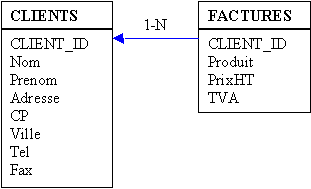 CLIENTS
CLIENT_ID
Nom
Prenom
Adresse
CP
Ville
Tel
Fax
1-N
FACTURES
CLIENT_ID
Produit
PrixHT
TVA